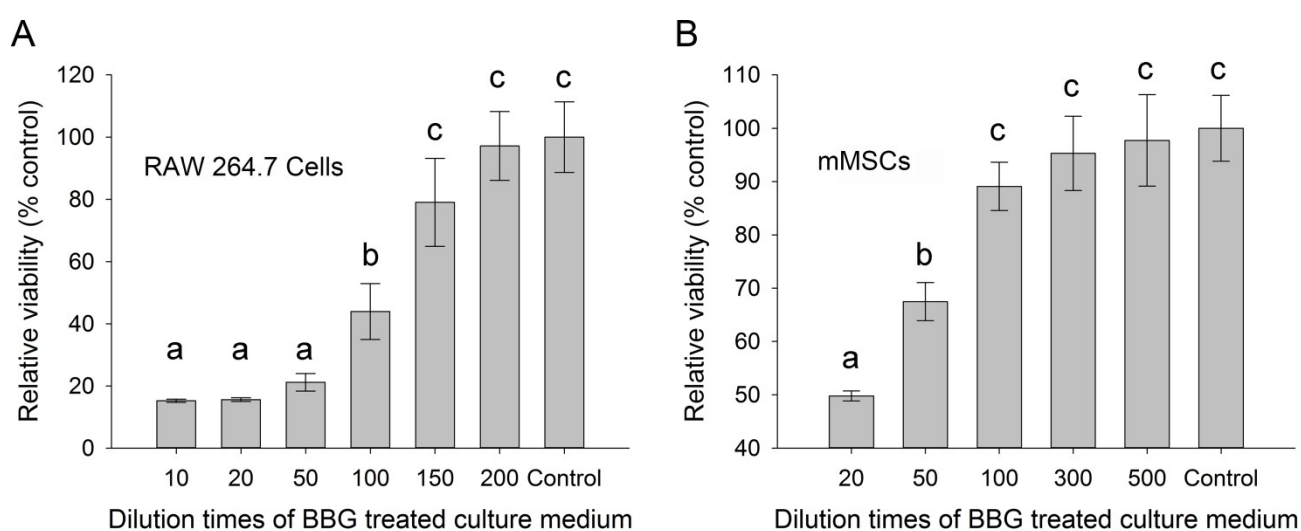 A
Relative viability (% control)
120
100
80
60
40
20
0
RAW 264.7 Cells
a
a
a
b
c
c
c
10 20 50 100 150 200 Control
Dilution times of BBG treated culture medium
B
Relative viability (% control)
110
100
90
80
70
60
50
40
mMSCs
a
b
c
c
c
c
20 50 100 300 500 Control
Dilution times of BBG treated culture medium